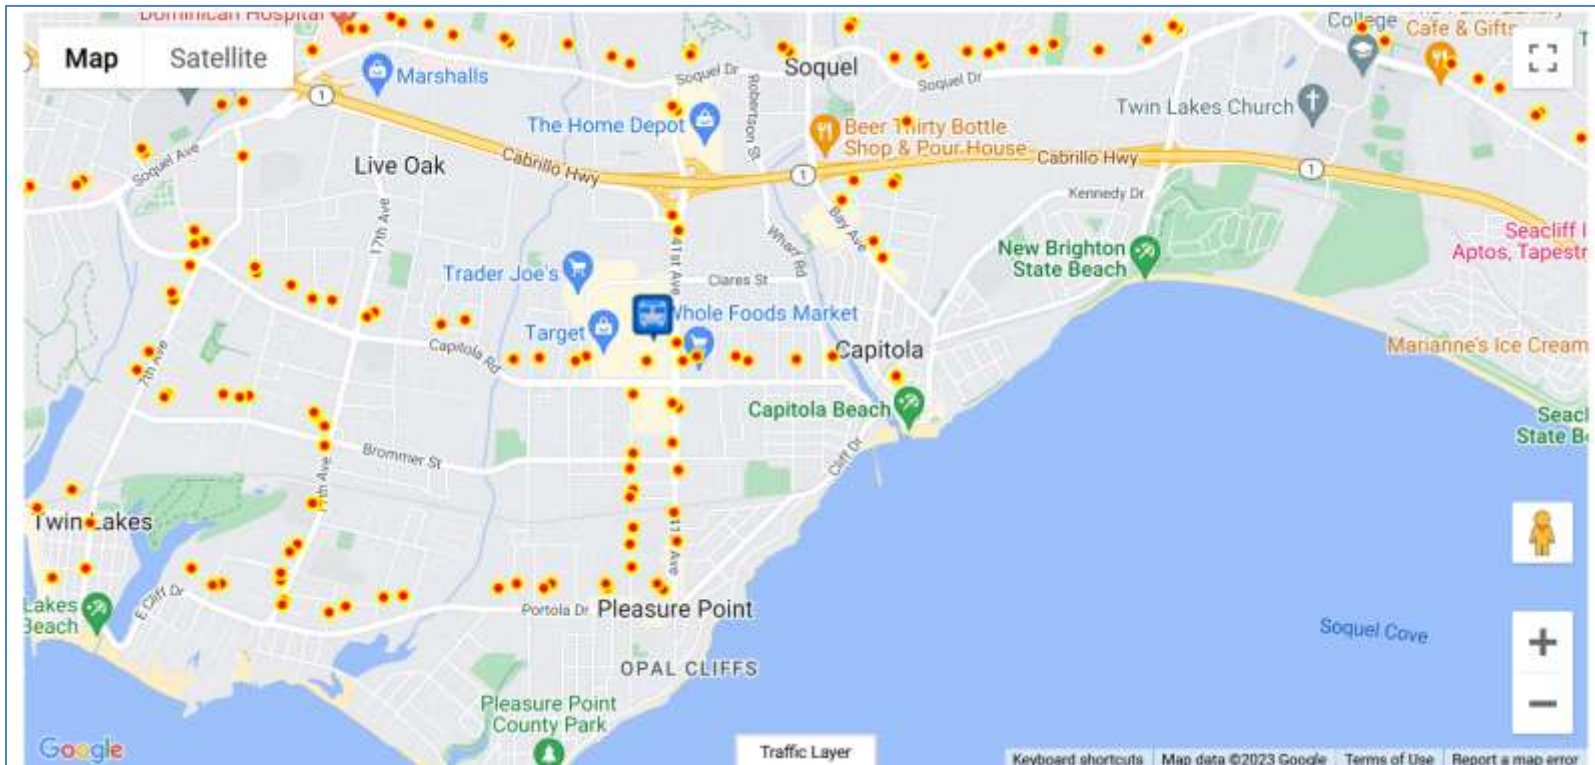 Dominican Hospital
College
Cafe & Gifts
Map
Satellite
Marshalls
Soquel Dr
Soquel
Soquel Dr
Robertson St
Twin Lakes Church
The Home Depot
Beer Thirty Bottle
Shop & Pour House
1
Cabrillo Hwy
Cabrillo Hwy
1
1
Soquel Ave
Live Oak
17th Ave
Kennedy Dr
Bay Ave
Wharf Rd
41st Ave
New Brighton
State Beach
Seacliff
Aptos, Tapestr
Trader Joe's
Clares St
Target
Whole Foods Market
Capitola Rd
Capitola
7th Ave
Marianne's Ice Cream
Capitola Beach
Seacl
State B
Brommer St
Cliff Dr
17th Ave
Twin Lakes
41 Ave
E Cliff Dr
Lakes
Beach
Portola Dr
Pleasure Point
Soquel Cove
OPAL CLIFFS
Pleasure Point
County Park
Google
Traffic Layer
Keyboard shortcuts
Map data ©2023 Google
Terms of Use
Report a map error